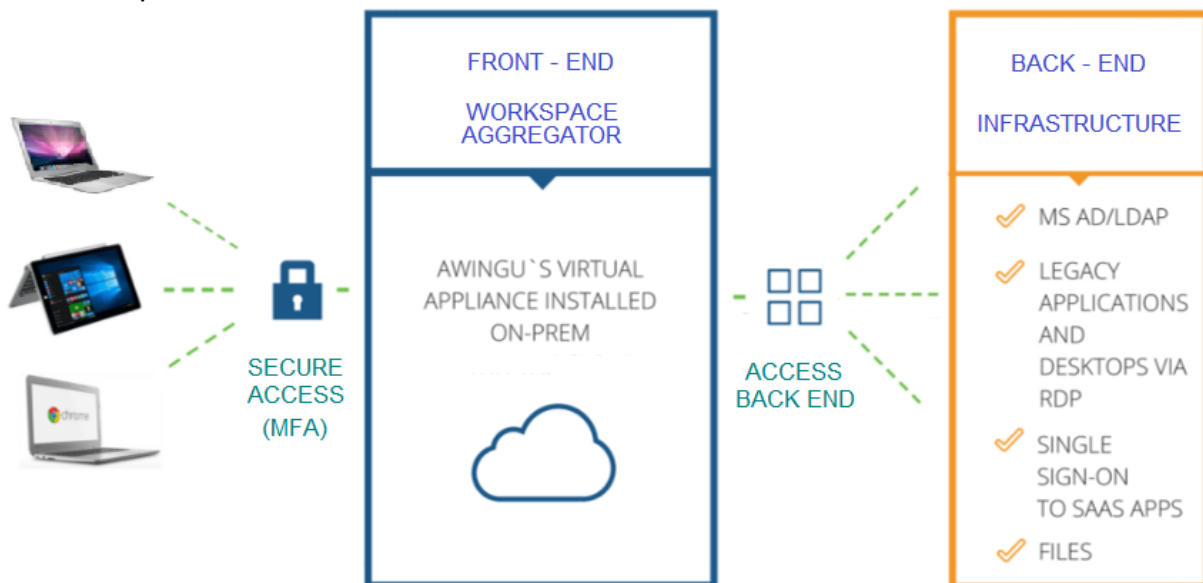 FRONT - END
WORKSPACE
AGGREGATOR
BACK - END
INFRASTRUCTURE
chrome
SECURE
ACCESS
(MFA)
AWINGU`S VIRTUAL
APPLIANCE INSTALLED
ON-PREM
ACCESS
BACK END
MS AD/LDAP
LEGACY
APPLICATIONS
AND
DESKTOPS VIA
RDP
SINGLE
SIGN-ON
TO SAAS APPS
FILES